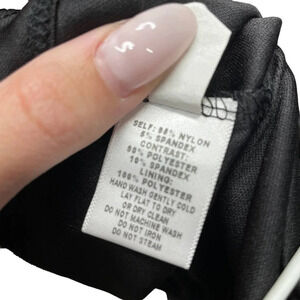 SELF: 95% NYLON
5% SPANDEX
CONTRAST:
90% POLYESTER
10% SPANDEX
LINING:
100% POLYESTER
HAND WASH GENTLY COLD
LAY FLAT TO DRY
OR DRY CLEAN
DO NOT MACHINE WASH
DO NOT IRON
DO NOT STEAM